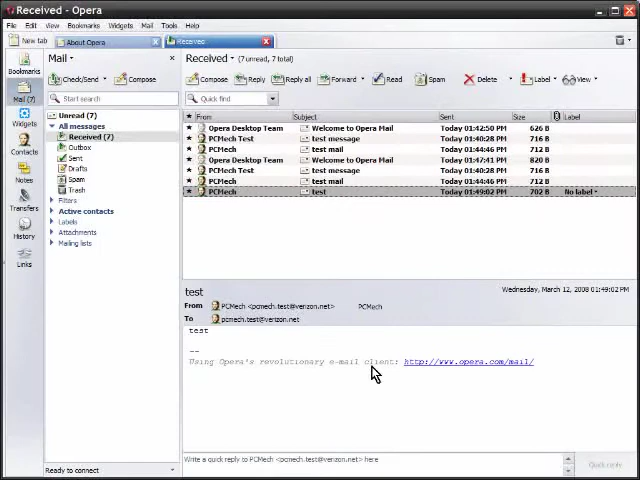 Received - Opera
File Edit View Bookmarks Widgets Mail Tools Help
New tab About Opera Received
Bookmarks
Mail (7)
Widgets
Contacts
Notes
Transfers
History
Links
Mail
Check/Send Compose
Start search
Unread (7)
All messages
Received (7)
Outbox
Sent
Drafts
Spam
Trash
Filters
Active contacts
Labels
Attachments
Mailing lists
Ready to connect
Received (7 unread, 7 total)
Compose Reply Reply all Forward Read Spam Delete Label View
Quick find
From Subject Sent Size Label
Opera Desktop Team Welcome to Opera Mail Today 01:42:50 PM 626 B
PCMech Test test message Today 01:40:28 PM 716 B
PCMech test mail Today 01:44:46 PM 712 B
Opera Desktop Team Welcome to Opera Mail Today 01:47:41 PM 820 B
PCMech Test test message Today 01:40:28 PM 716 B
PCMech test mail Today 01:44:46 PM 712 B
PCMech test Today 01:49:02 PM 702 B No label
test Wednesday, March 12, 2008 01:49:02 PM
From PCMech <pcmech.test@verizon.net> PCMech
To pcmech.test@verizon.net
test
--
Using Opera's revolutionary e-mail client: http://www.opera.com/mail/
Write a quick reply to PCMech <pcmech.test@verizon.net> here
Quick reply